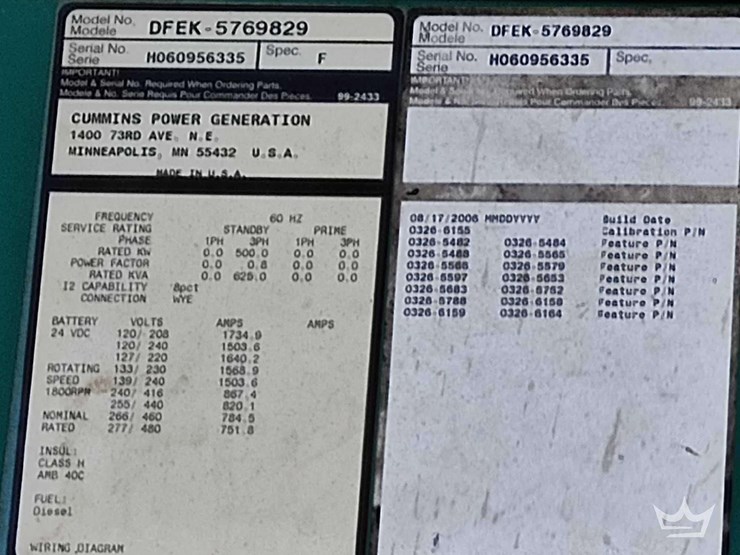 Model No. DFEK-5769829
Modele
Serial No. H060956335 Spec. F
Serie
IMPORTANT!
Model & Serial No. Required When Ordering Parts.
Modele & No. Serie Requis Pour Commander Des Pieces. 99-2433
CUMMINS POWER GENERATION
1400 73RD AVE. N.E.
MINNEAPOLIS, MN 55432 U.S.A.
MADE IN U.S.A.
FREQUENCY 60 HZ
SERVICE RATING STANDBY PRIME
PHASE 1PH 3PH 1PH 3PH
RATED KW 0.0 500.0 0.0 0.0
POWER FACTOR 0.0 0.8 0.0 0.0
RATED KVA 0.0 625.0 0.0 0.0
I2 CAPABILITY 8pct
CONNECTION WYE
BATTERY VOLTS AMPS AMPS
24 VDC 120/ 208 1734.9
120/ 240 1503.6
127/ 220 1640.2
ROTATING 133/ 230 1568.9
SPEED 139/ 240 1503.6
1800RPM 240/ 416 867.4
255/ 440 820.1
NOMINAL 266/ 460 784.5
RATED 277/ 480 751.8
INSUL:
CLASS H
AMB 40C
FUEL:
Diesel
WIRING DIAGRAM
Model No. DFEK-5769829
Modele
Serial No. H060956335 Spec.
Serie
IMPORTANT!
Model & Serial No. Required When Ordering Parts.
Modele & No. Serie Requis Pour Commander Des Pieces. 99-2433
08/17/2006 MMDDYYYY Build Date
0326-6155 Calibration P/N
0326-5482 0326-5484 Feature P/N
0326-5488 0326-5565 Feature P/N
0326-5566 0326-5579 Feature P/N
0326-5597 0326-5653 Feature P/N
0326-5683 0326-5752 Feature P/N
0326-5788 0326-6158 Feature P/N
0326-6159 0326-6164 Feature P/N